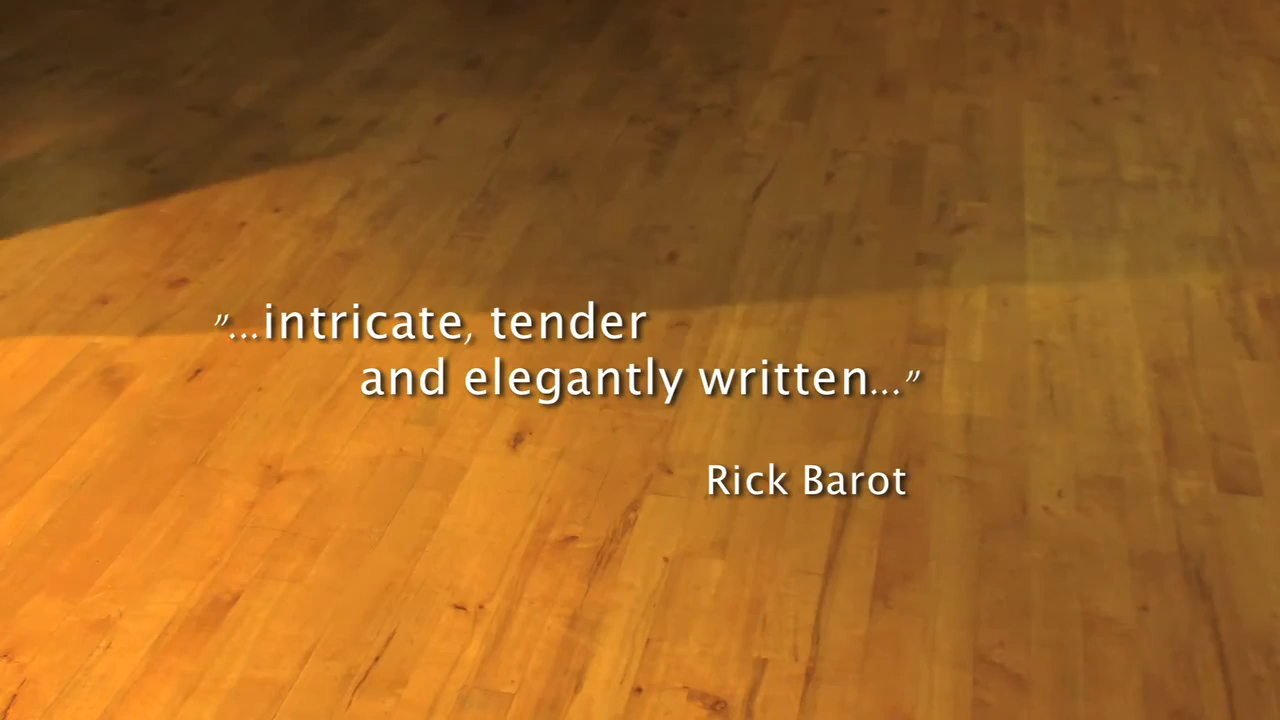 ”...intricate, tender
and elegantly written...”
Rick Barot